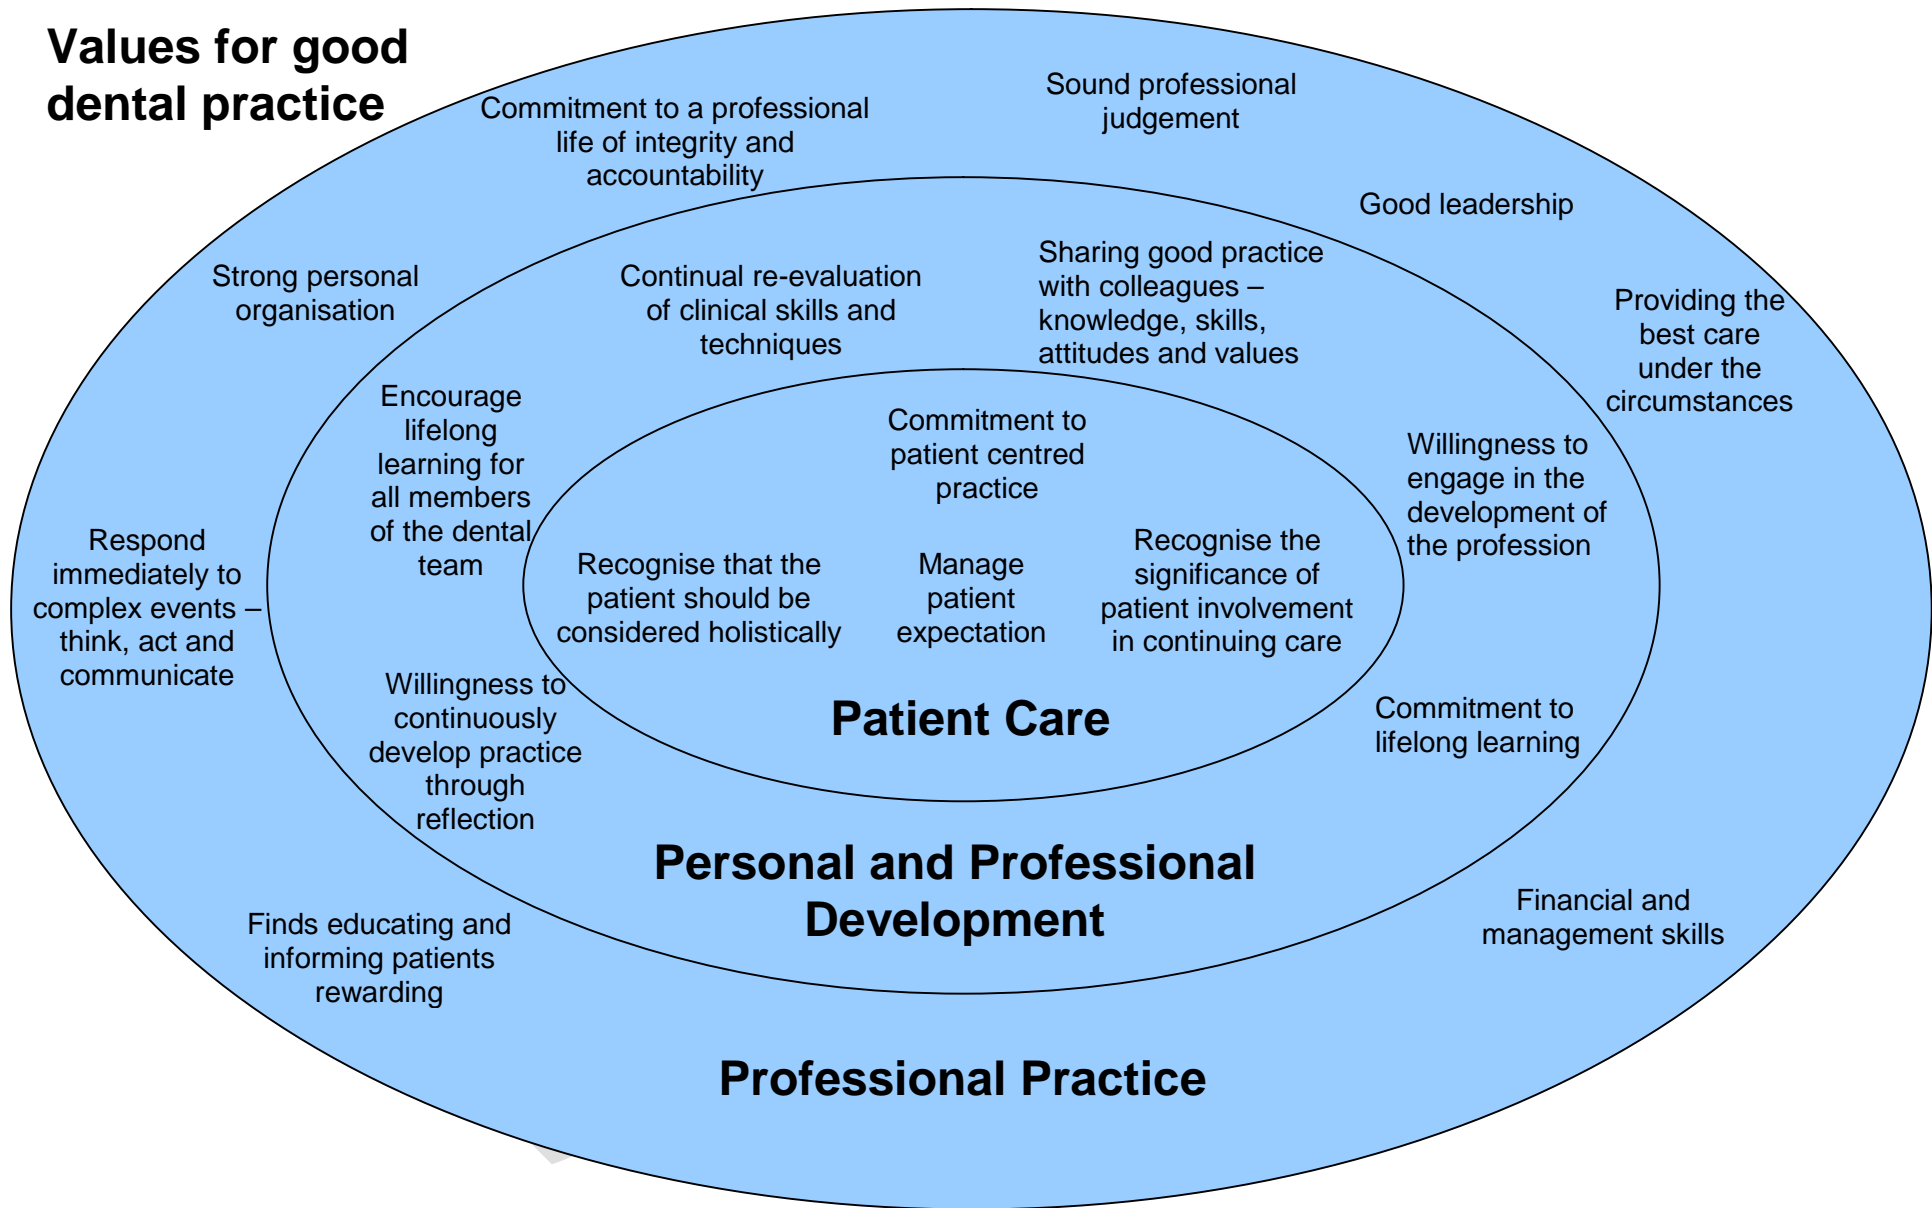 Values for good
dental practice
Commitment to a professional
life of integrity and
accountability
Sound professional
judgement
Good leadership
Strong personal
organisation
Continual re-evaluation
of clinical skills and
techniques
Sharing good practice
with colleagues –
knowledge, skills,
attitudes and values
Providing the
best care
under the
circumstances
Encourage
lifelong
learning for
all members
of the dental
team
Commitment to
patient centred
practice
Willingness to
engage in the
development of
the profession
Respond
immediately to
complex events –
think, act and
communicate
Recognise that the
patient should be
considered holistically
Manage
patient
expectation
Recognise the
significance of
patient involvement
in continuing care
Willingness to
continuously
develop practice
through
reflection
Patient Care
Commitment to
lifelong learning
Personal and Professional
Development
Finds educating and
informing patients
rewarding
Financial and
management skills
Professional Practice